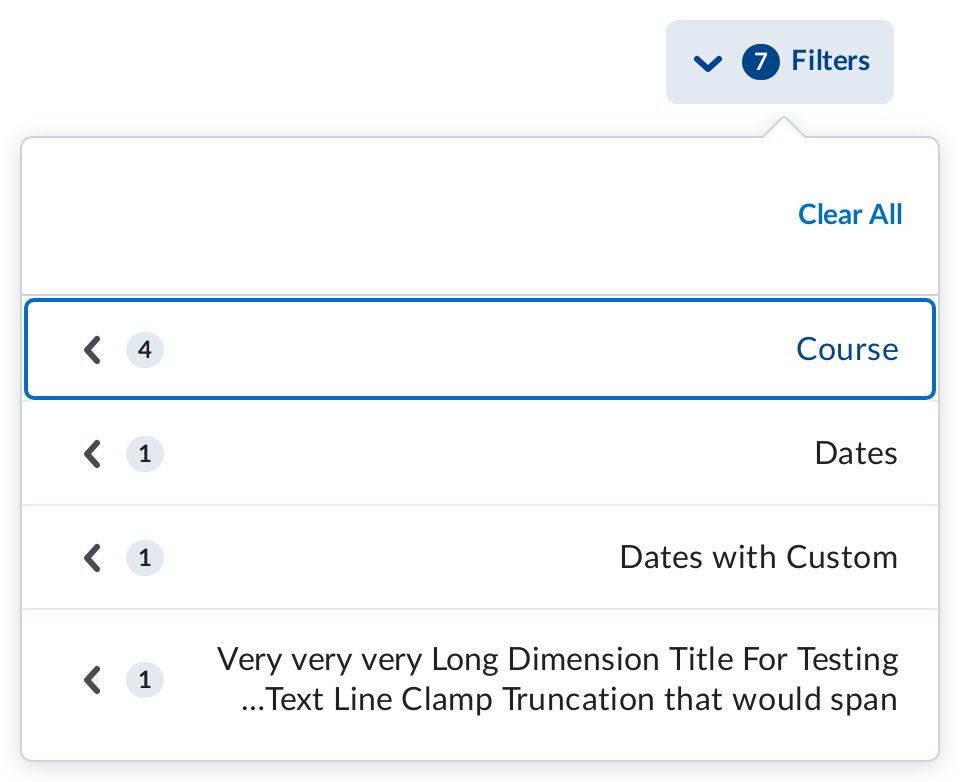 7 Filters
Clear All
4 Course
1 Dates
1 Dates with Custom
1 Very very very Long Dimension Title For Testing
...Text Line Clamp Truncation that would span